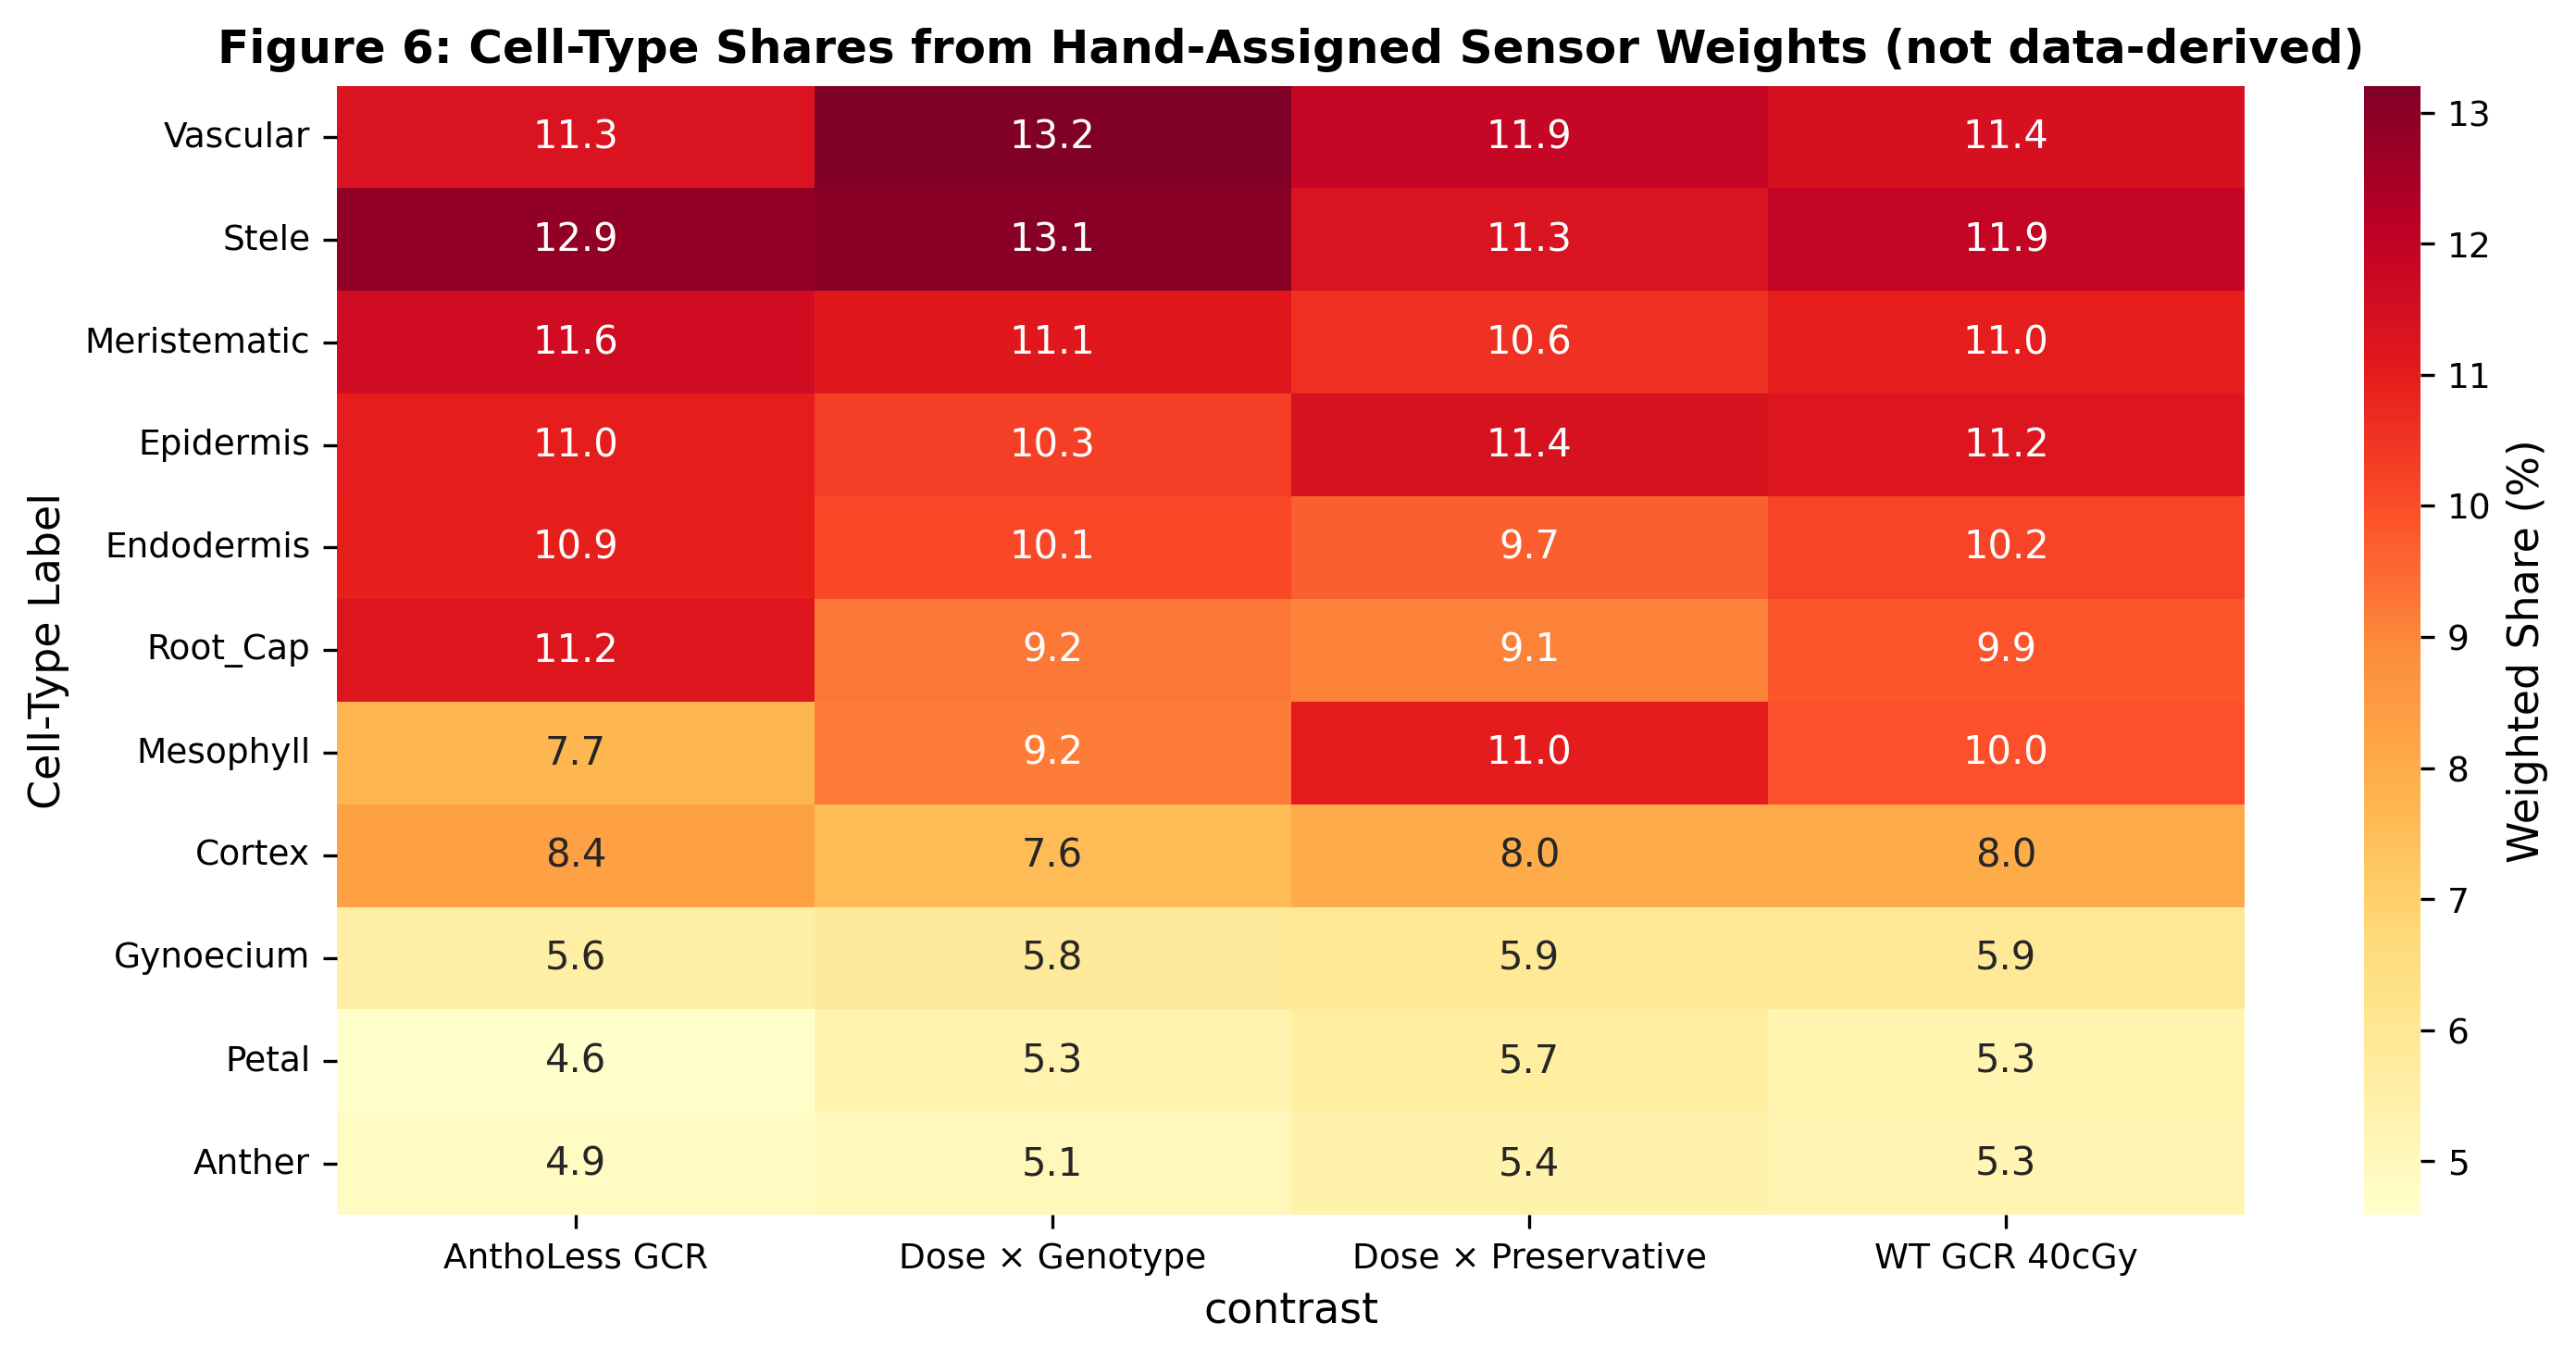 Figure 6: Cell-Type Shares from Hand-Assigned Sensor Weights (not data-derived)
Cell-Type Label
Vascular 11.3 13.2 11.9 11.4
Stele 12.9 13.1 11.3 11.9
Meristematic 11.6 11.1 10.6 11.0
Epidermis 11.0 10.3 11.4 11.2
Endodermis 10.9 10.1 9.7 10.2
Root_Cap 11.2 9.2 9.1 9.9
Mesophyll 7.7 9.2 11.0 10.0
Cortex 8.4 7.6 8.0 8.0
Gynoecium 5.6 5.8 5.9 5.9
Petal 4.6 5.3 5.7 5.3
Anther 4.9 5.1 5.4 5.3
AnthoLess GCR Dose × Genotype Dose × Preservative WT GCR 40cGy
contrast
13
12
11
10
9
8
7
6
5
Weighted Share (%)